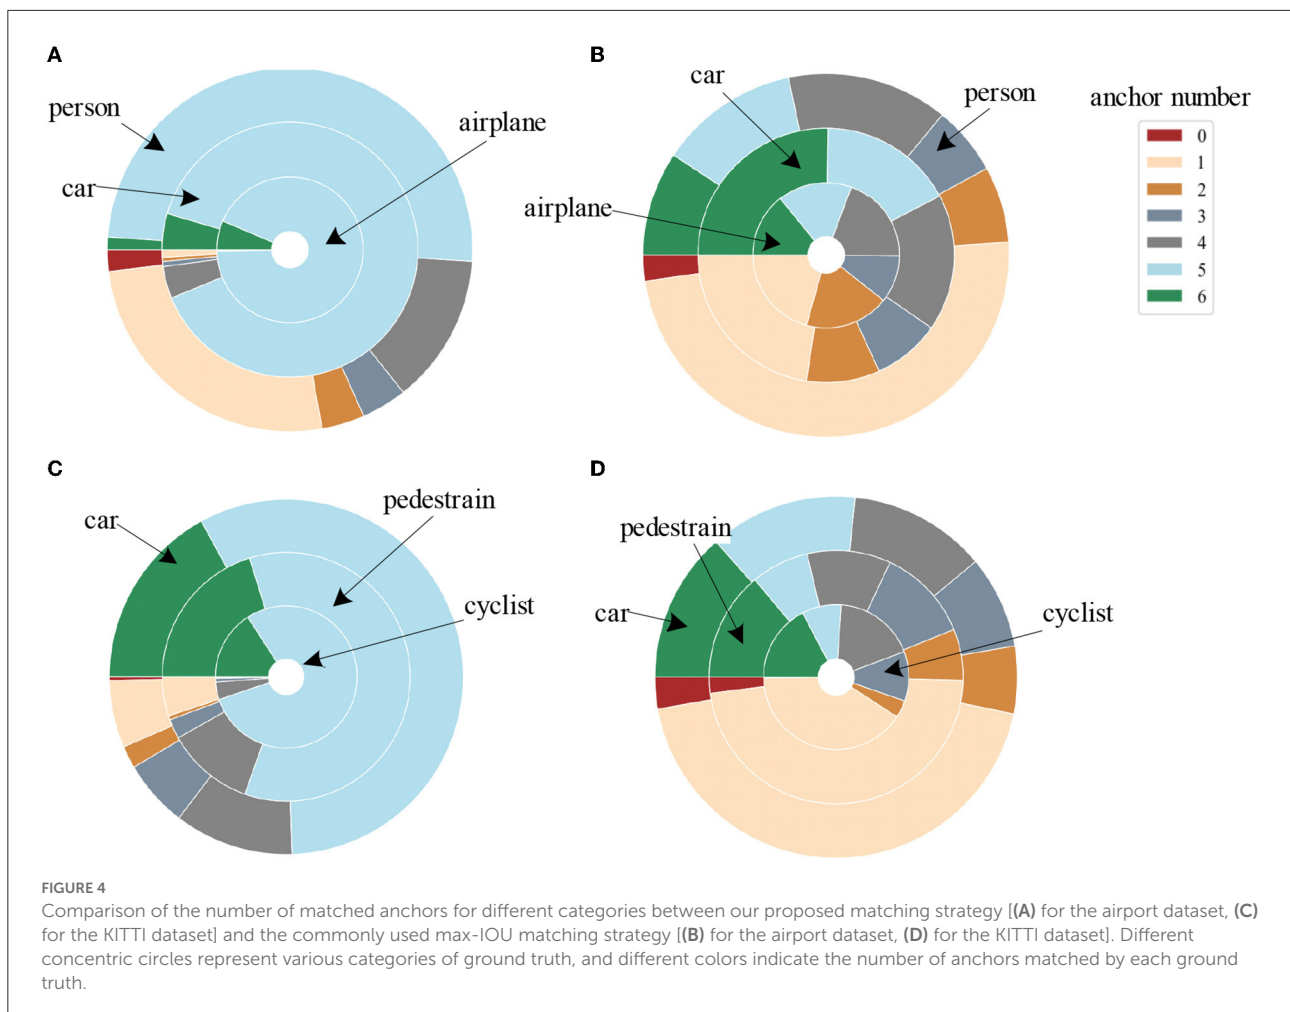 A
B
person
car
airplane
car
person
airplane
anchor number
0
1
2
3
4
5
6
C
D
car
pedestrain
cyclist
pedestrain
car
cyclist
FIGURE 4
Comparison of the number of matched anchors for different categories between our proposed matching strategy [(A) for the airport dataset, (C)
for the KITTI dataset] and the commonly used max-IOU matching strategy [(B) for the airport dataset, (D) for the KITTI dataset]. Different
concentric circles represent various categories of ground truth, and different colors indicate the number of anchors matched by each ground
truth.